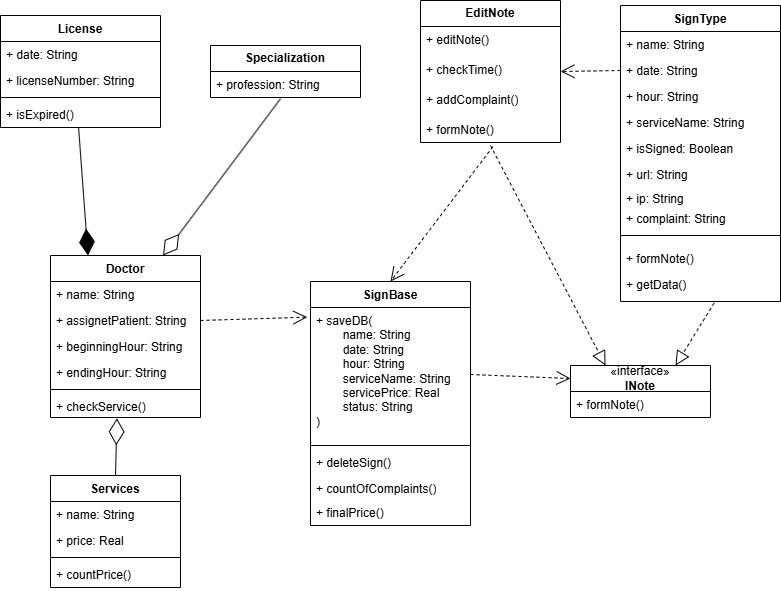 License
+ date: String
+ licenseNumber: String
+ isExpired()
Specialization
+ profession: String
EditNote
+ editNote()
+ checkTime()
+ addComplaint()
+ formNote()
SignType
+ name: String
+ date: String
+ hour: String
+ serviceName: String
+ isSigned: Boolean
+ url: String
+ ip: String
+ complaint: String
+ formNote()
+ getData()
Doctor
+ name: String
+ assignetPatient: String
+ beginningHour: String
+ endingHour: String
+ checkService()
SignBase
+ saveDB(
name: String
date: String
hour: String
serviceName: String
servicePrice: Real
status: String
)
+ deleteSign()
+ countOfComplaints()
+ finalPrice()
«interface»
INote
+ formNote()
Services
+ name: String
+ price: Real
+ countPrice()